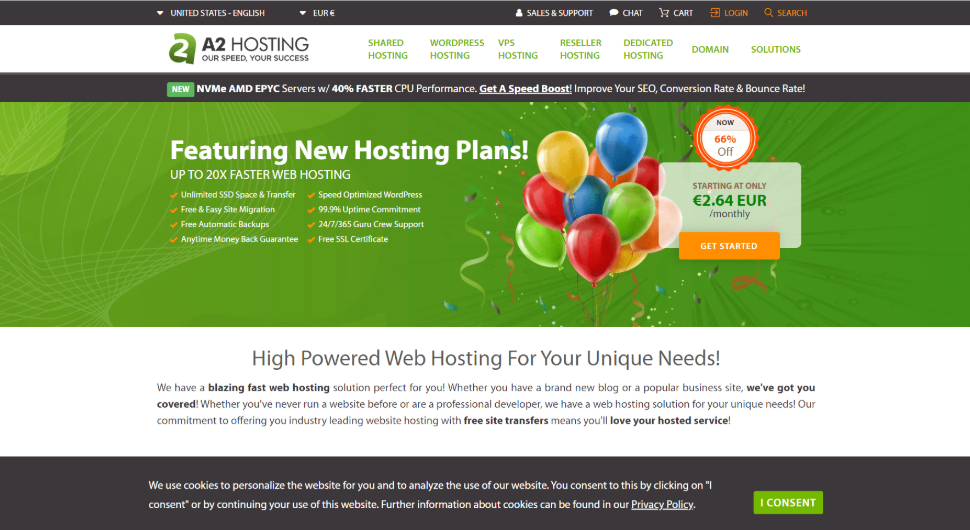 UNITED STATES - ENGLISH
EUR €
SALES & SUPPORT
CHAT
CART
LOGIN
SEARCH
A2 HOSTING
OUR SPEED, YOUR SUCCESS
SHARED
HOSTING
WORDPRESS
HOSTING
VPS
HOSTING
RESELLER
HOSTING
DEDICATED
HOSTING
DOMAIN
SOLUTIONS
NEW NVMe AMD EPYC Servers w/ 40% FASTER CPU Performance. Get A Speed Boost! Improve Your SEO, Conversion Rate & Bounce Rate!
Featuring New Hosting Plans!
UP TO 20X FASTER WEB HOSTING
Unlimited SSD Space & Transfer
Free & Easy Site Migration
Free Automatic Backups
Anytime Money Back Guarantee
Speed Optimized WordPress
99.9% Uptime Commitment
24/7/365 Guru Crew Support
Free SSL Certificate
NOW
66%
Off
STARTING AT ONLY
€2.64 EUR
/monthly
GET STARTED
High Powered Web Hosting For Your Unique Needs!
We have a blazing fast web hosting solution perfect for you! Whether you have a brand new blog or a popular business site, we've got you
covered! Whether you've never run a website before or are a professional developer, we have a web hosting solution for your unique needs! Our
commitment to offering you industry leading website hosting with free site transfers means you'll love your hosted service!
We use cookies to personalize the website for you and to analyze the use of our website. You consent to this by clicking on "I
consent" or by continuing your use of this website. Further information about cookies can be found in our Privacy Policy.
I CONSENT